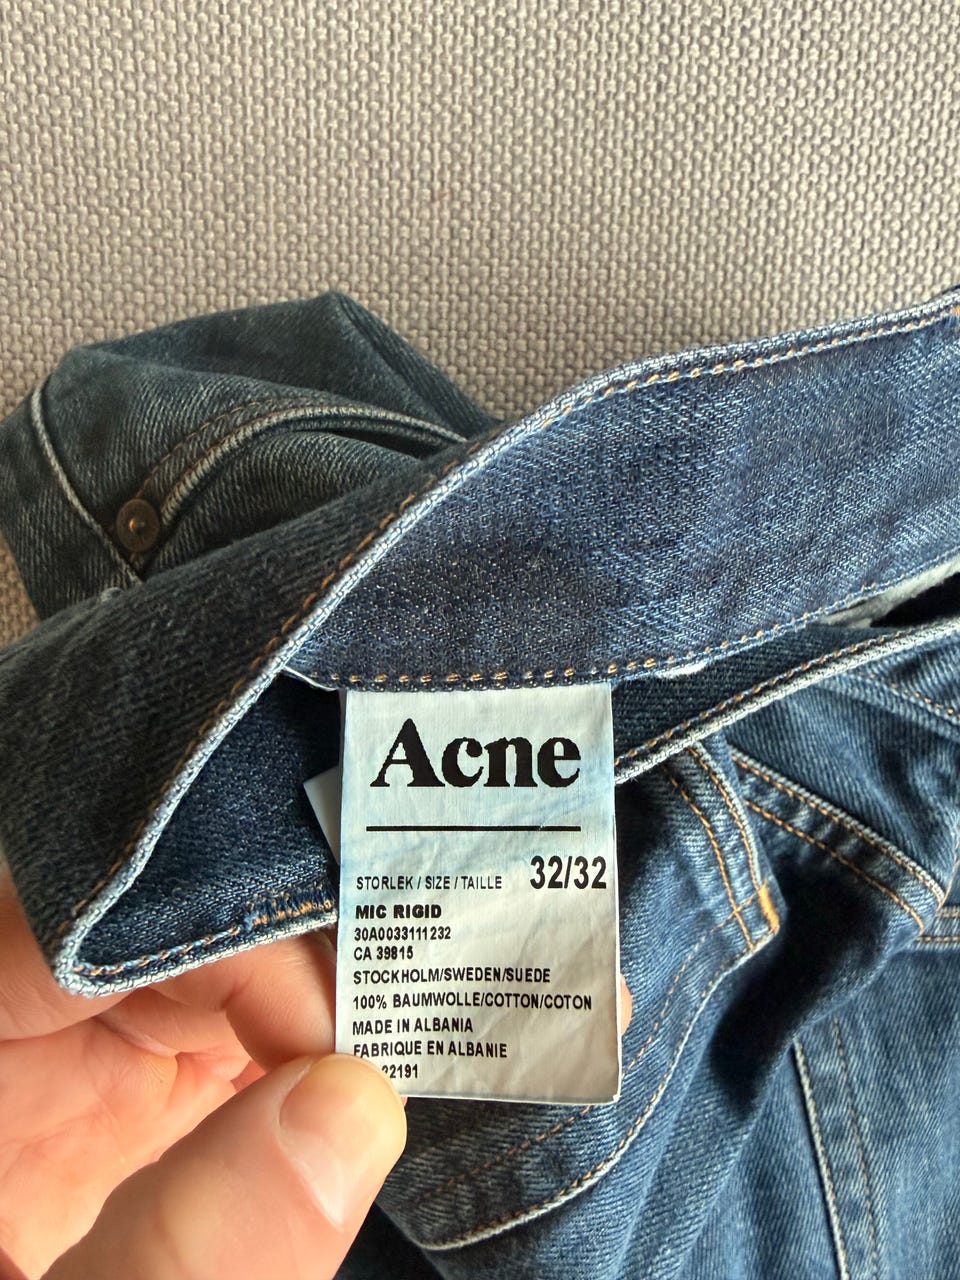 Acne
STORLEK / SIZE / TAILLE 32/32
MIC RIGID
30A0033111232
CA 39815
STOCKHOLM/SWEDEN/SUEDE
100% BAUMWOLLE/COTTON/COTON
MADE IN ALBANIA
FABRIQUE EN ALBANIE
22191